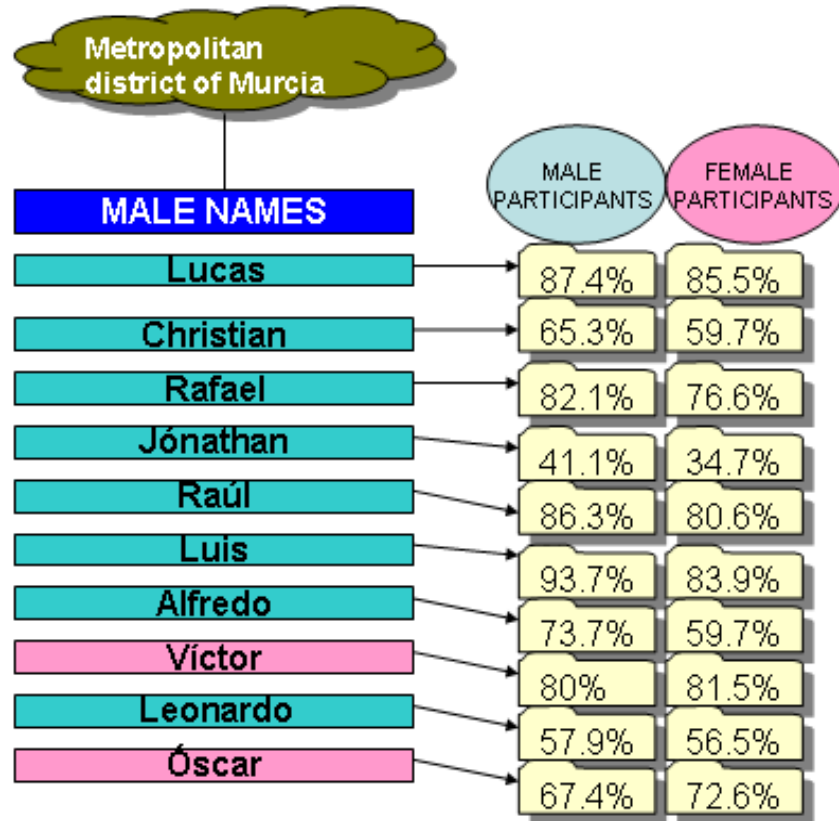 Metropolitan
district of Murcia
MALE
PARTICIPANTS
FEMALE
PARTICIPANTS
MALE NAMES
Lucas 87.4% 85.5%
Christian 65.3% 59.7%
Rafael 82.1% 76.6%
Jónathan 41.1% 34.7%
Raúl 86.3% 80.6%
Luis 93.7% 83.9%
Alfredo 73.7% 59.7%
Víctor 80% 81.5%
Leonardo 57.9% 56.5%
Óscar 67.4% 72.6%